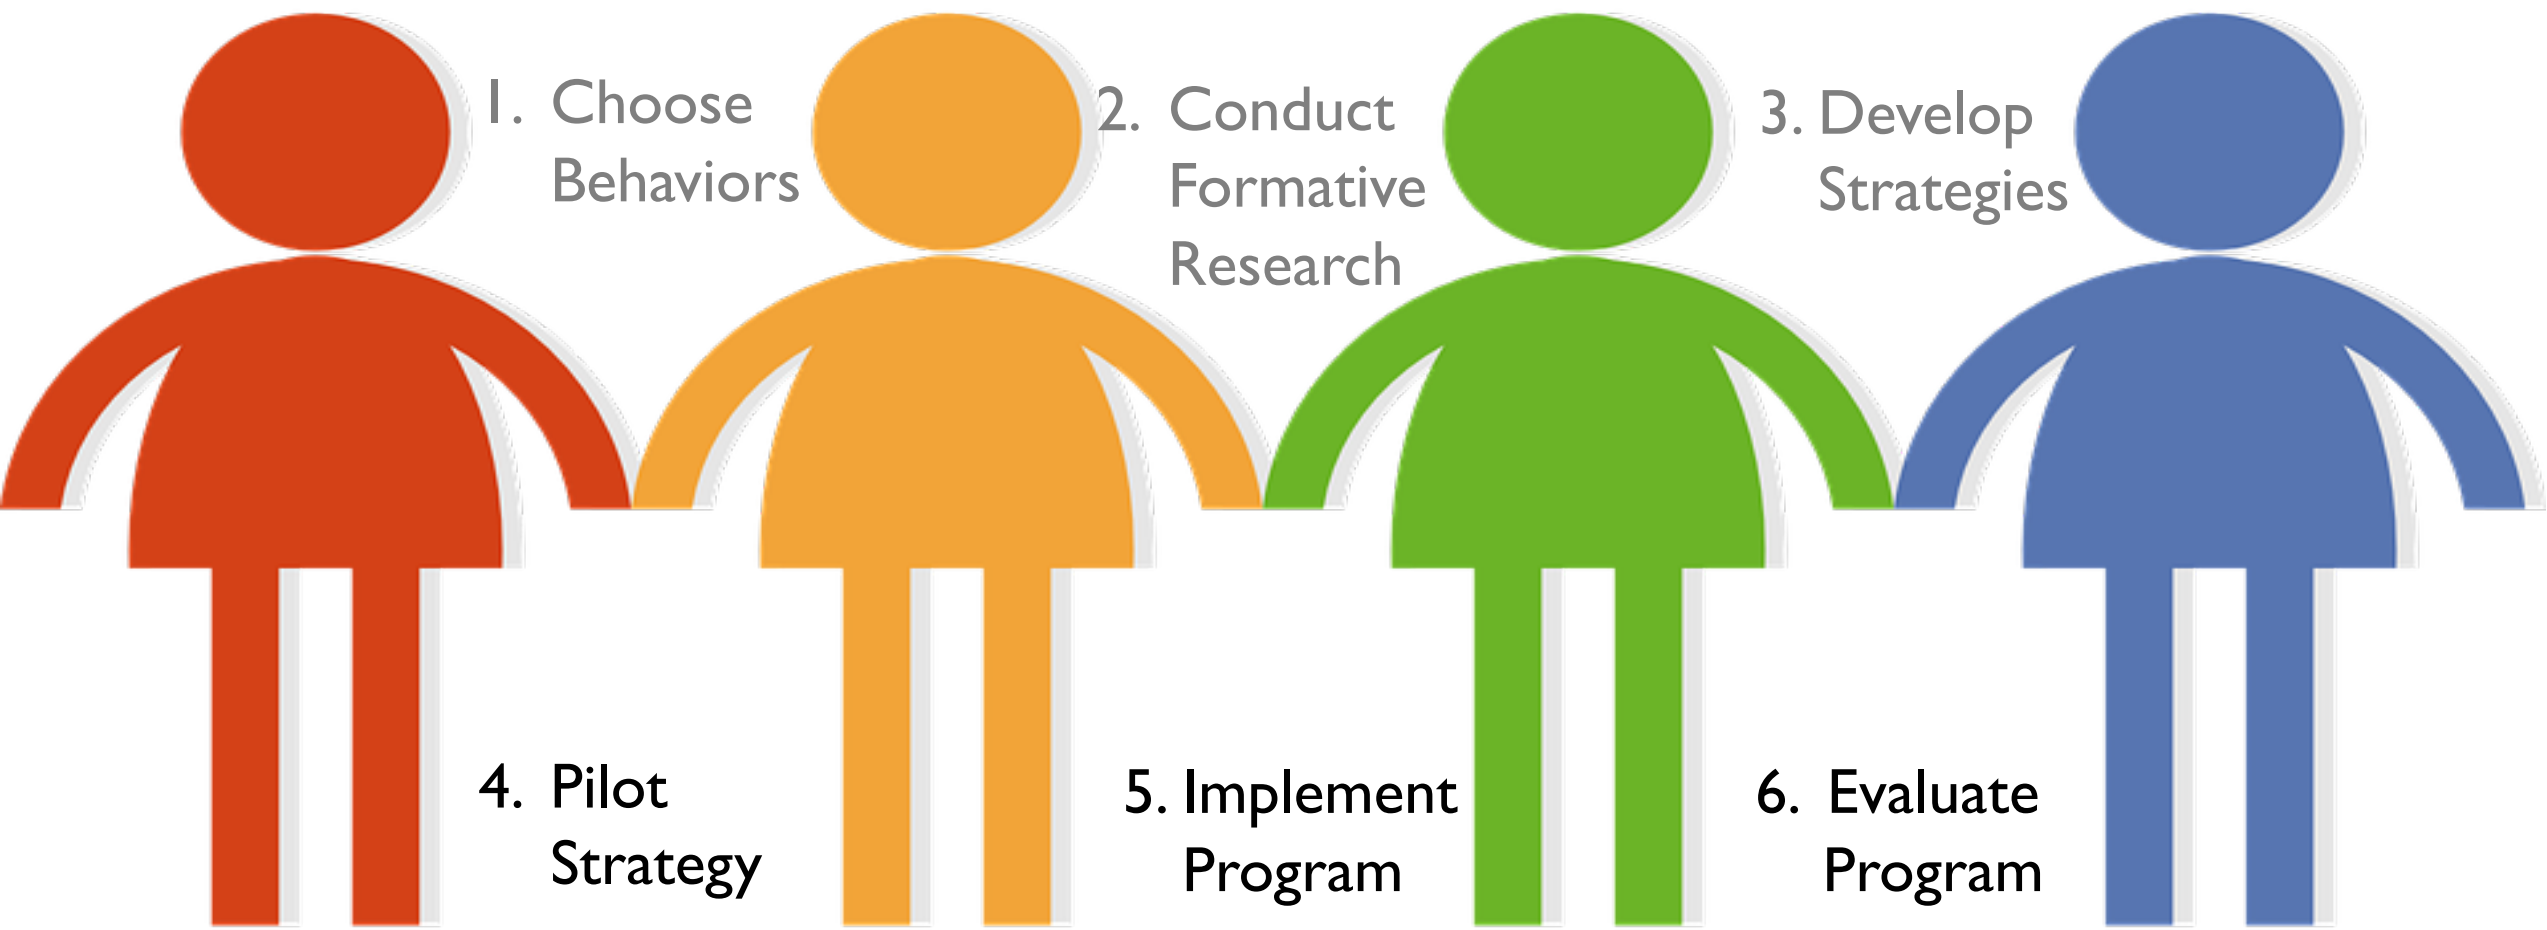 1. Choose
Behaviors
2. Conduct
Formative
Research
3. Develop
Strategies
4. Pilot
Strategy
5. Implement
Program
6. Evaluate
Program